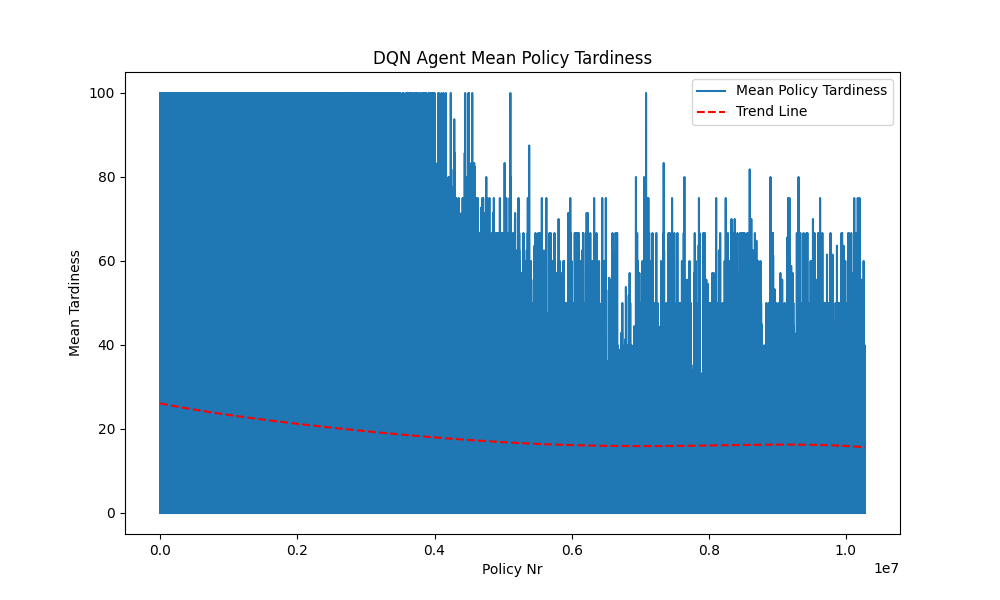 DQN Agent Mean Policy Tardiness
Mean Policy Tardiness
Trend Line
100
80
60
40
20
0
Mean Tardiness
0.0 0.2 0.4 0.6 0.8 1.0
1e7
Policy Nr